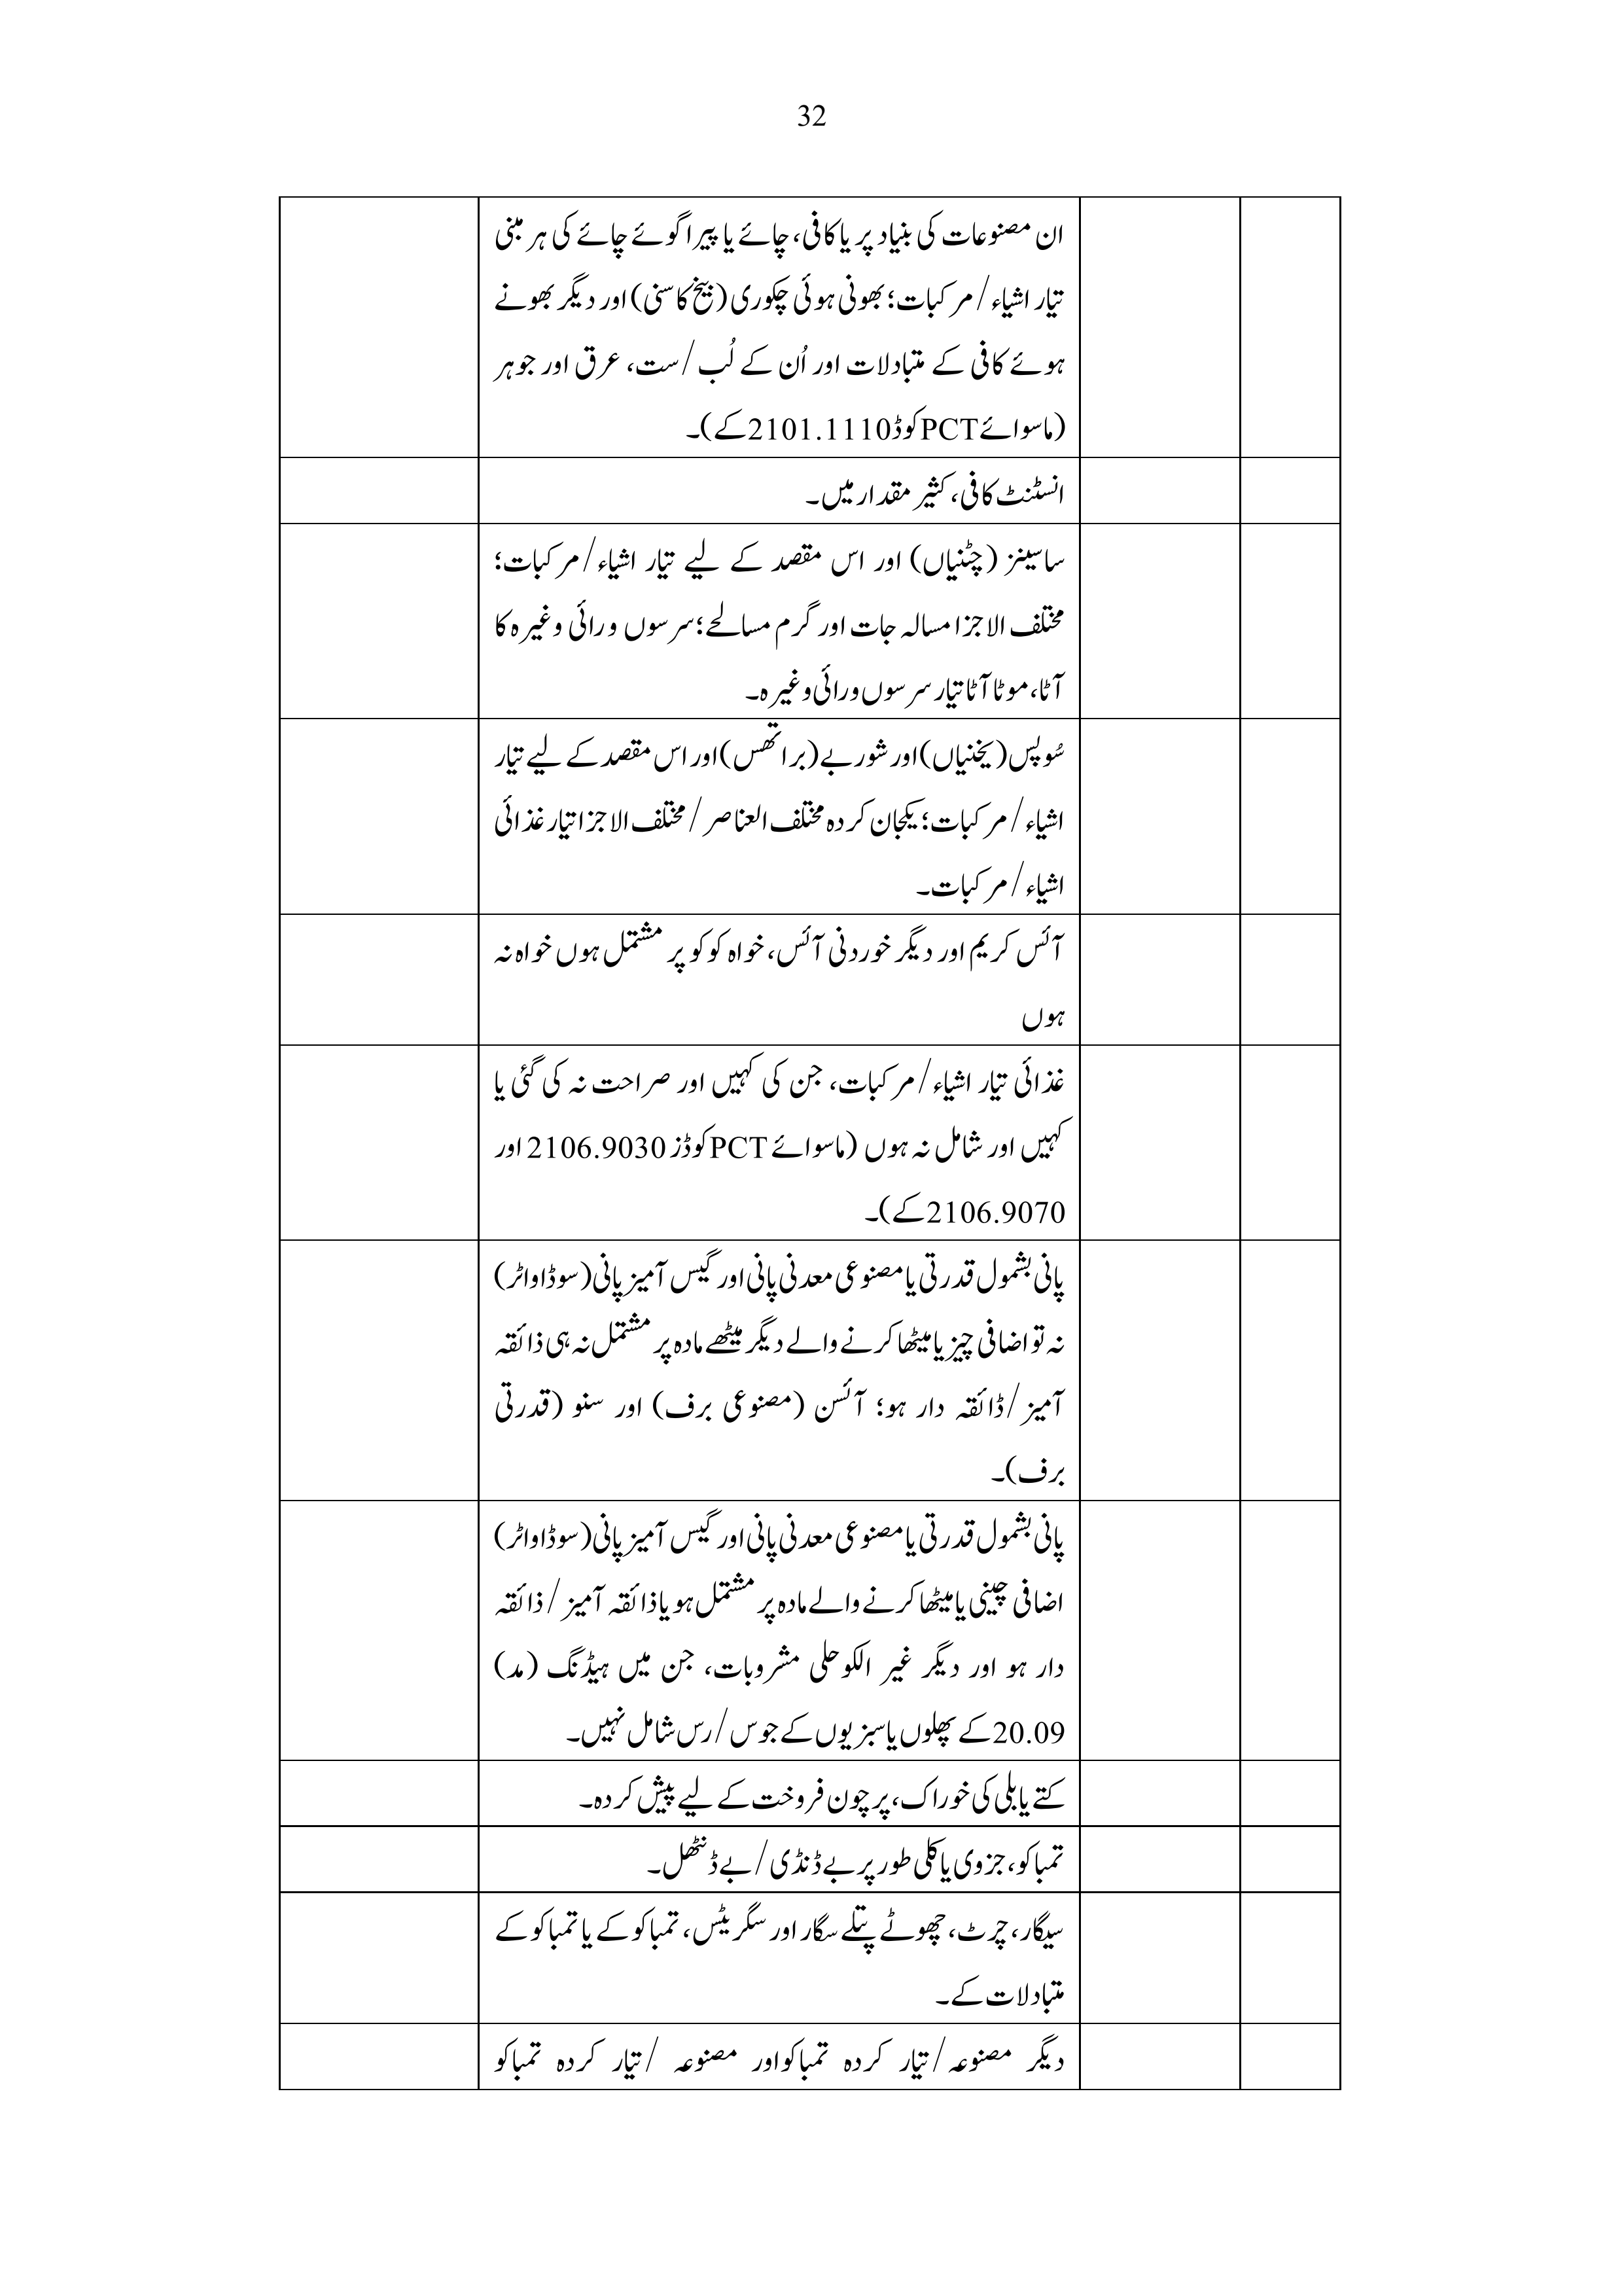 32
ان مصنوعات کی بنیاد پر یا کافی، چائے یا پیراگوئے چائے کی ہر مبنی
تیار اشیاء/مرکبات؛ بھونی ہوئی چکوری (بیخ کاسنی) اور دیگر بھونے
ہوئے کافی کے متبادلات اور اُن کے لُب /ست، عرق اور جوہر
(ماسوائے PCT کوڈ 2101.1110 کے)۔
انسٹنٹ کافی، کثیر مقدار میں۔
ساسینز (چٹنیاں) اور اس مقصد کے لیے تیار اشیاء/مرکبات؛
مختلف الاجزا مسالہ جات اور گرم مسالحے؛ سرسوں ورائی وغیرہ کا
آٹا، موٹا آٹا تیار سرسوں ورائی وغیرہ۔
سُوپس (یخنیاں) اور شوربے (براتھس) اور اس مقصد کے لیے تیار
اشیاء/مرکبات؛ یکجان کردہ مختلف العناصر /مختلف الاجزا تیار غذائی
اشیاء/مرکبات۔
آئس کریم اور دیگر خوردنی آئس، خواہ کوکو پر مشتمل ہوں خواہ نہ
ہوں
غذائی تیار اشیاء/مرکبات، جن کی کہیں اور صراحت نہ کی گئی یا
کہیں اور شامل نہ ہوں (ماسوائے PCT کوڈز 2106.9030 اور
2106.9070 کے)۔
پانی بشمول قدرتی یا مصنوعی معدنی پانی اور گیس آمیز پانی (سوڈا واٹر)
نہ تو اضافی چیز یا میٹھا کرنے والے دیگر میٹھے مادہ پر مشتمل نہ ہی ذائقہ
آمیز /ڈائقہ دار ہو؛ آئسن (مصنوعی برف) اور سنو (قدرتی
برف)۔
پانی بشمول قدرتی یا مصنوعی معدنی پانی اور گیس آمیز پانی (سوڈا واٹر)
اضافی چینی یا میٹھا کرنے والے مادہ پر مشتمل ہو یا ذائقہ آمیز /ذائقہ
دار ہو اور دیگر غیر الکوحلی مشروبات، جن میں ہیڈنگ (مد)
20.09 کے پھلوں یا سبزیوں کے جوس/رس شامل نہیں۔
کتے یا بلی کی خوراک، پرچون فروخت کے لیے پیش کردہ۔
تمباکو، جزوی یا کلی طور پر بے ڈنڈی/بے ڈنٹھل۔
سیگار، چرٹ، چھوٹے پتلے سگار اور سگریٹس، تمباکو کے یا تمباکو کے
متبادلات کے۔
دیگر مصنوعہ/تیار کردہ تمباکو اور مصنوعہ /تیار کردہ تمباکو